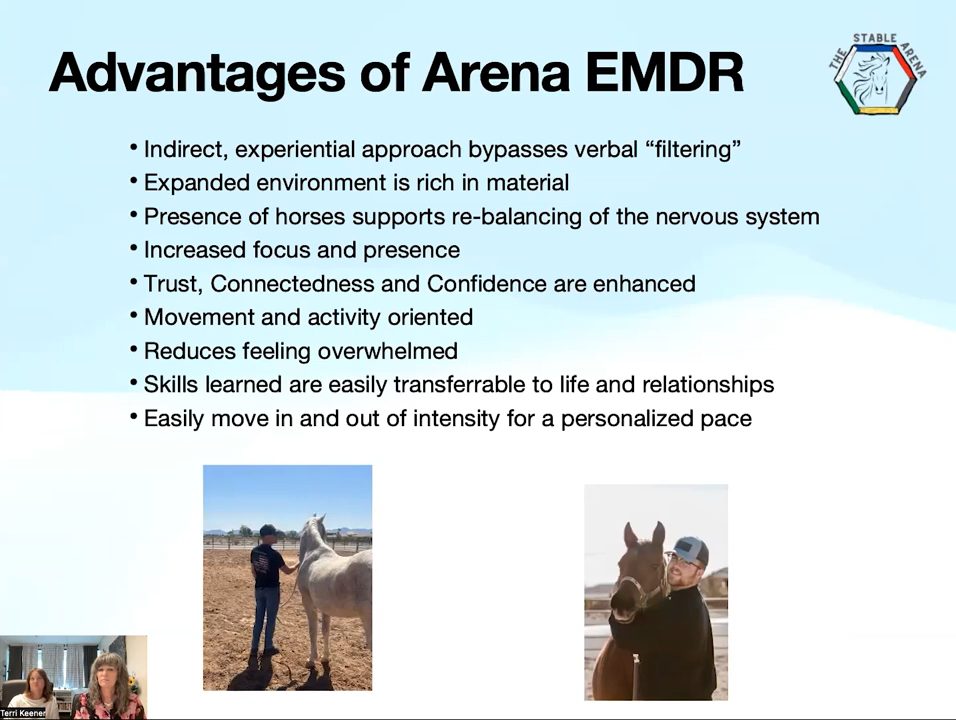 Advantages of Arena EMDR
THE STABLE ARENA
• Indirect, experiential approach bypasses verbal “filtering”
• Expanded environment is rich in material
• Presence of horses supports re-balancing of the nervous system
• Increased focus and presence
• Trust, Connectedness and Confidence are enhanced
• Movement and activity oriented
• Reduces feeling overwhelmed
• Skills learned are easily transferrable to life and relationships
• Easily move in and out of intensity for a personalized pace
Terri Keener